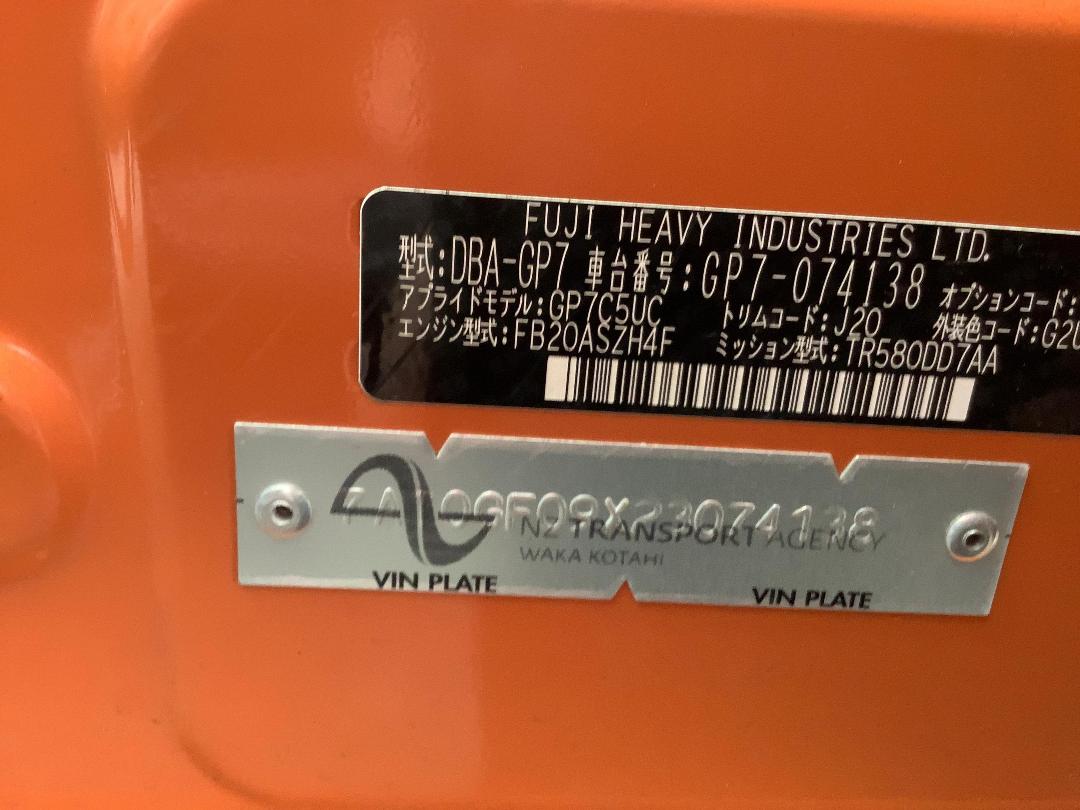 FUJI HEAVY INDUSTRIES LTD.
型式:DBA-GP7 車台番号:GP7-074138 オプションコード:
アプライドモデル:GP7C5UC トリムコード:J20 外装色コード:G2U
エンジン型式:FB20ASZH4F ミッション型式:TR580DD7AA
7AT0GF09X23074138
NZ TRANSPORT AGENCY
WAKA KOTAHI
VIN PLATE VIN PLATE